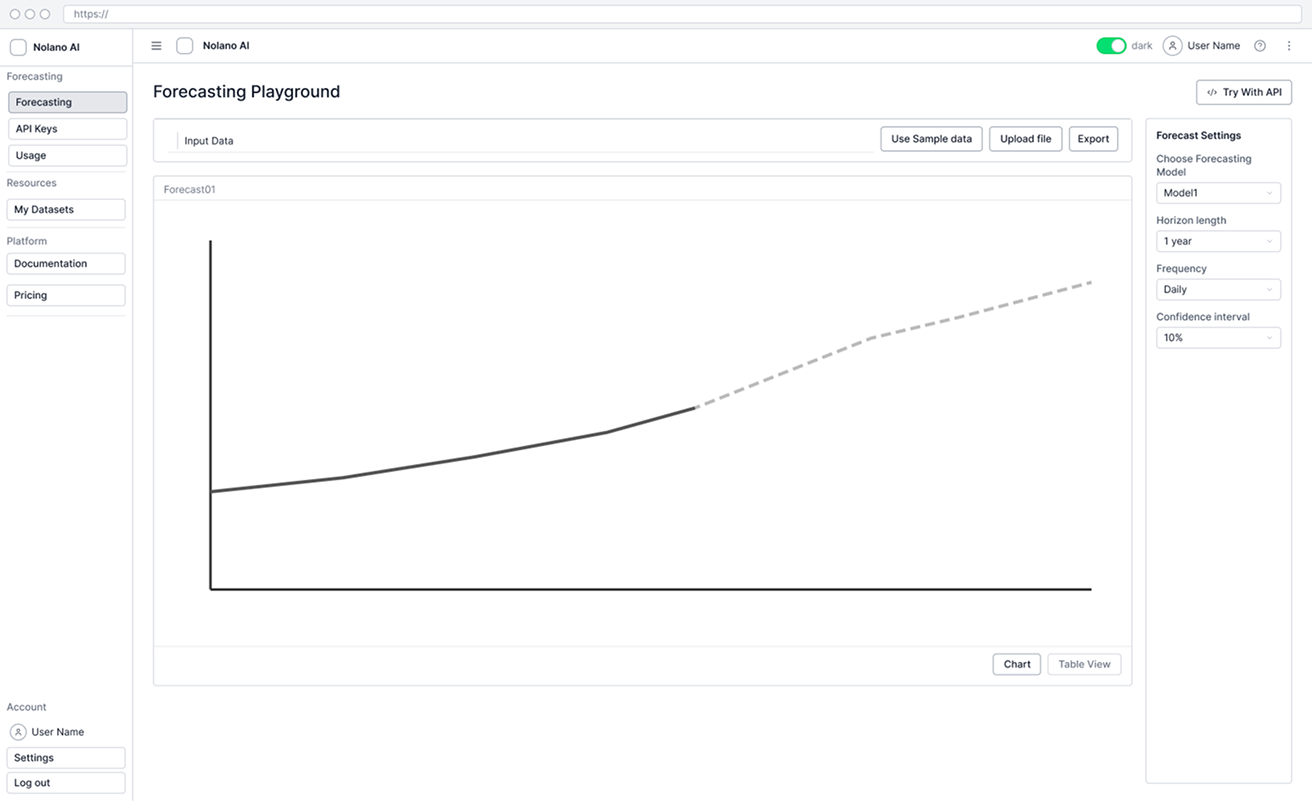 https://
Nolano AI
Forecasting
Forecasting
API Keys
Usage
Resources
My Datasets
Platform
Documentation
Pricing
Account
User Name
Settings
Log out
Nolano AI
dark
User Name
Forecasting Playground
</> Try With API
Input Data
Use Sample data
Upload file
Export
Forecast01
Chart
Table View
Forecast Settings
Choose Forecasting
Model
Model1
Horizon length
1 year
Frequency
Daily
Confidence interval
10%